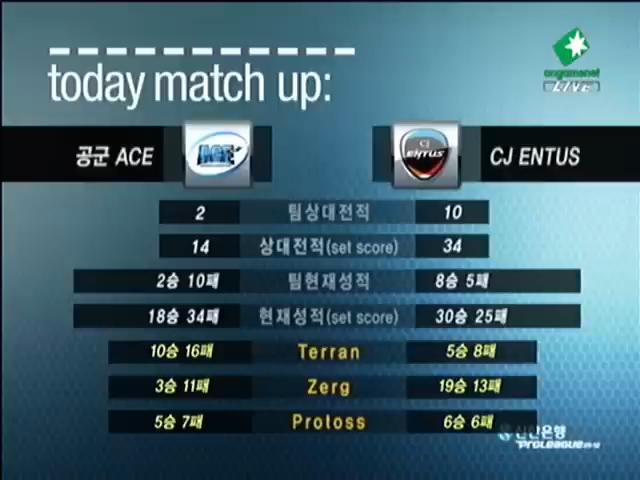 today match up:
ongamenet
LIVE
공군 ACE
ACE
CJ
ENTUS
CJ ENTUS
2 팀상대전적 10
14 상대전적(set score) 34
2승 10패 팀현재성적 8승 5패
18승 34패 현재성적(set score) 30승 25패
10승 16패 Terran 5승 8패
3승 11패 Zerg 19승 13패
5승 7패 Protoss 6승 6패
신한은행
PROLEAGUE